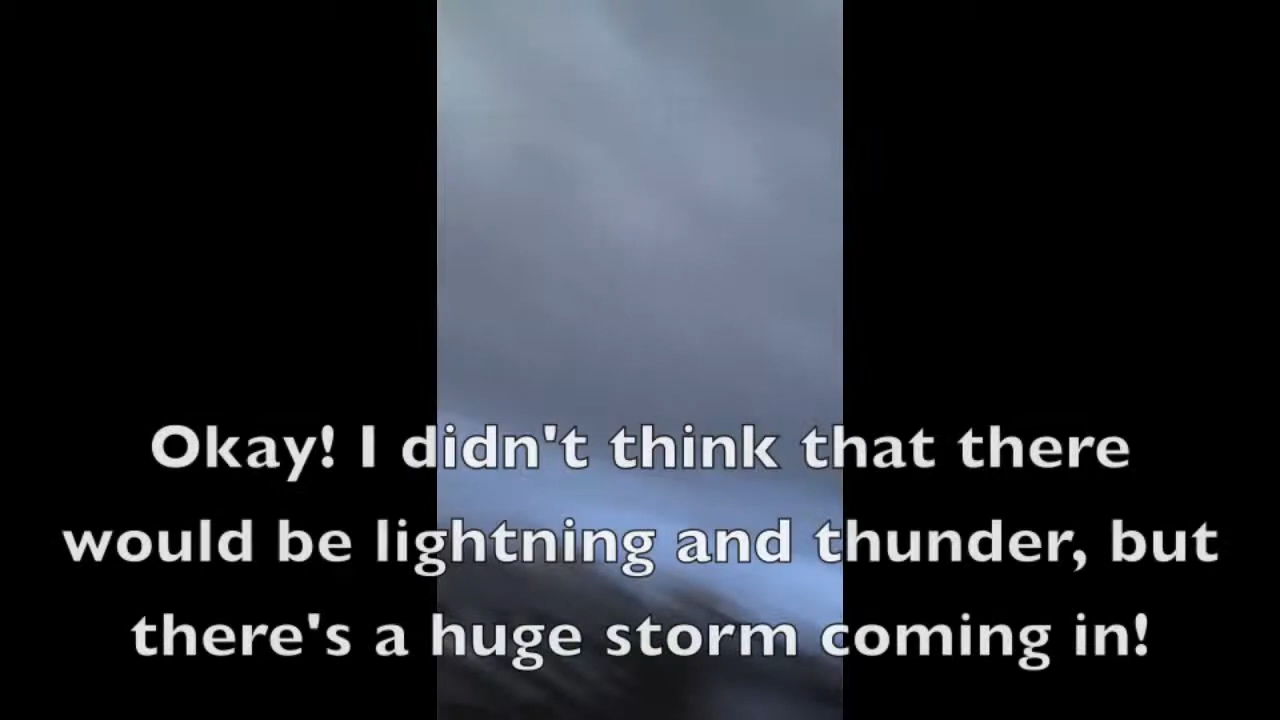 Okay! I didn't think that there
would be lightning and thunder, but
there's a huge storm coming in!